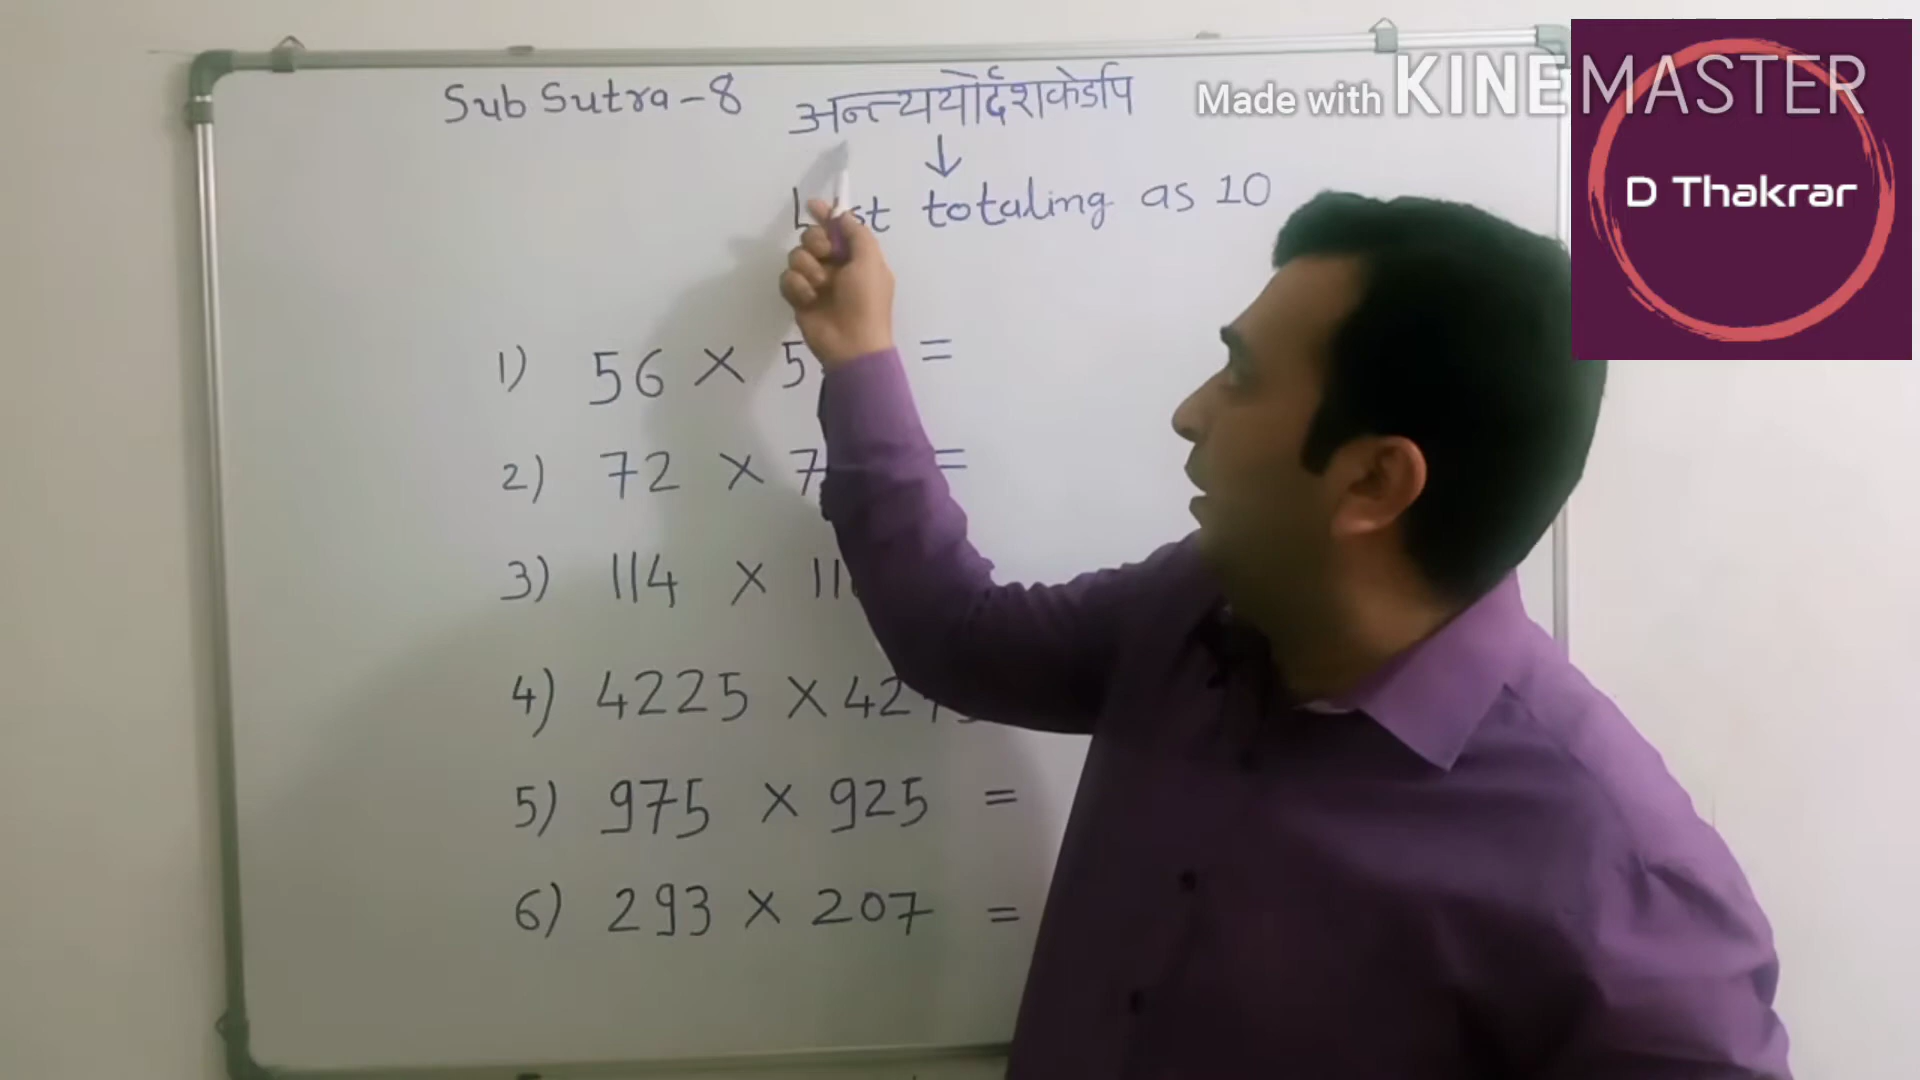 Sub Sutra-8 अन्त्ययोर्दशकेऽपि
Made with KINEMASTER
D Thakrar
↓
totaling as 10
1) 56 × 5 =
2) 72 × 7 =
3) 114 × 11
4) 4225 × 42
5) 975 × 925 =
6) 293 × 207 =